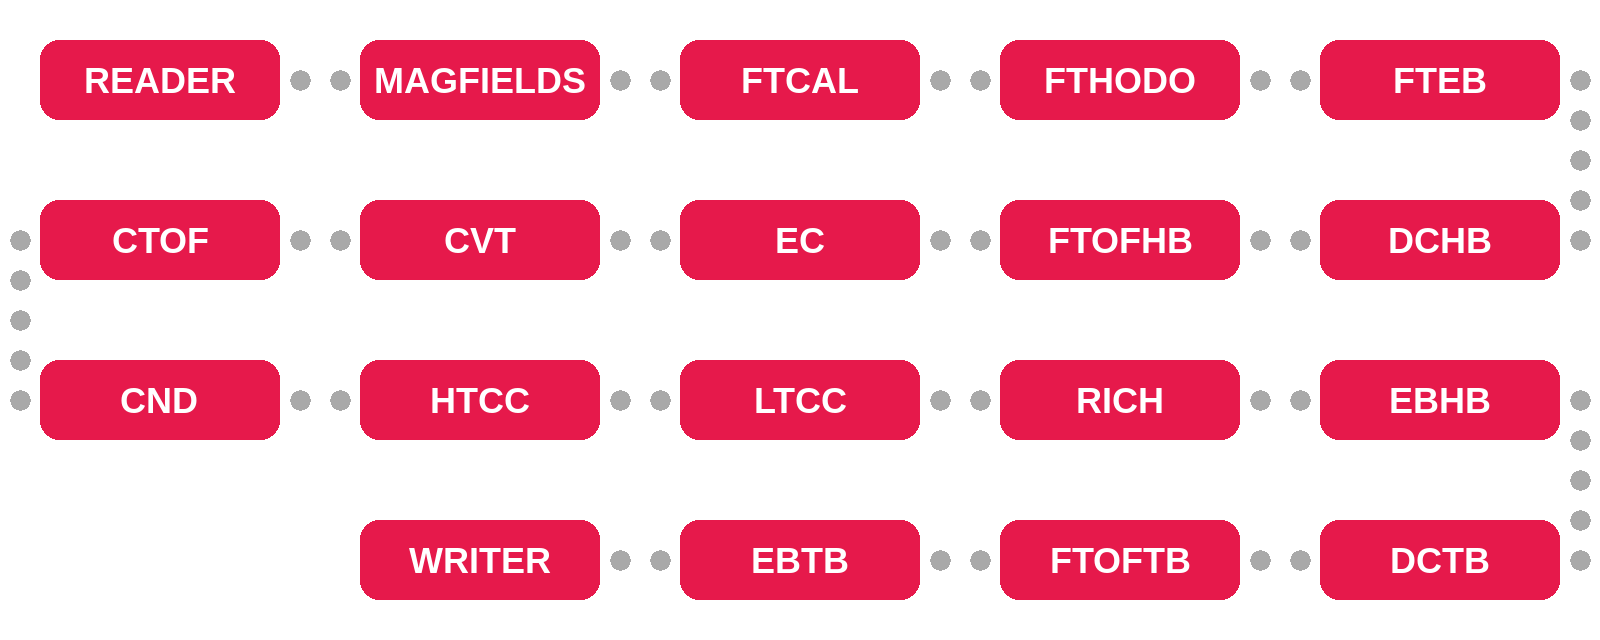 READER MAGFIELDS FTCAL FTHODO FTEB
CTOF CVT EC FTOFHB DCHB
CND HTCC LTCC RICH EBHB
WRITER EBTB FTOFTB DCTB